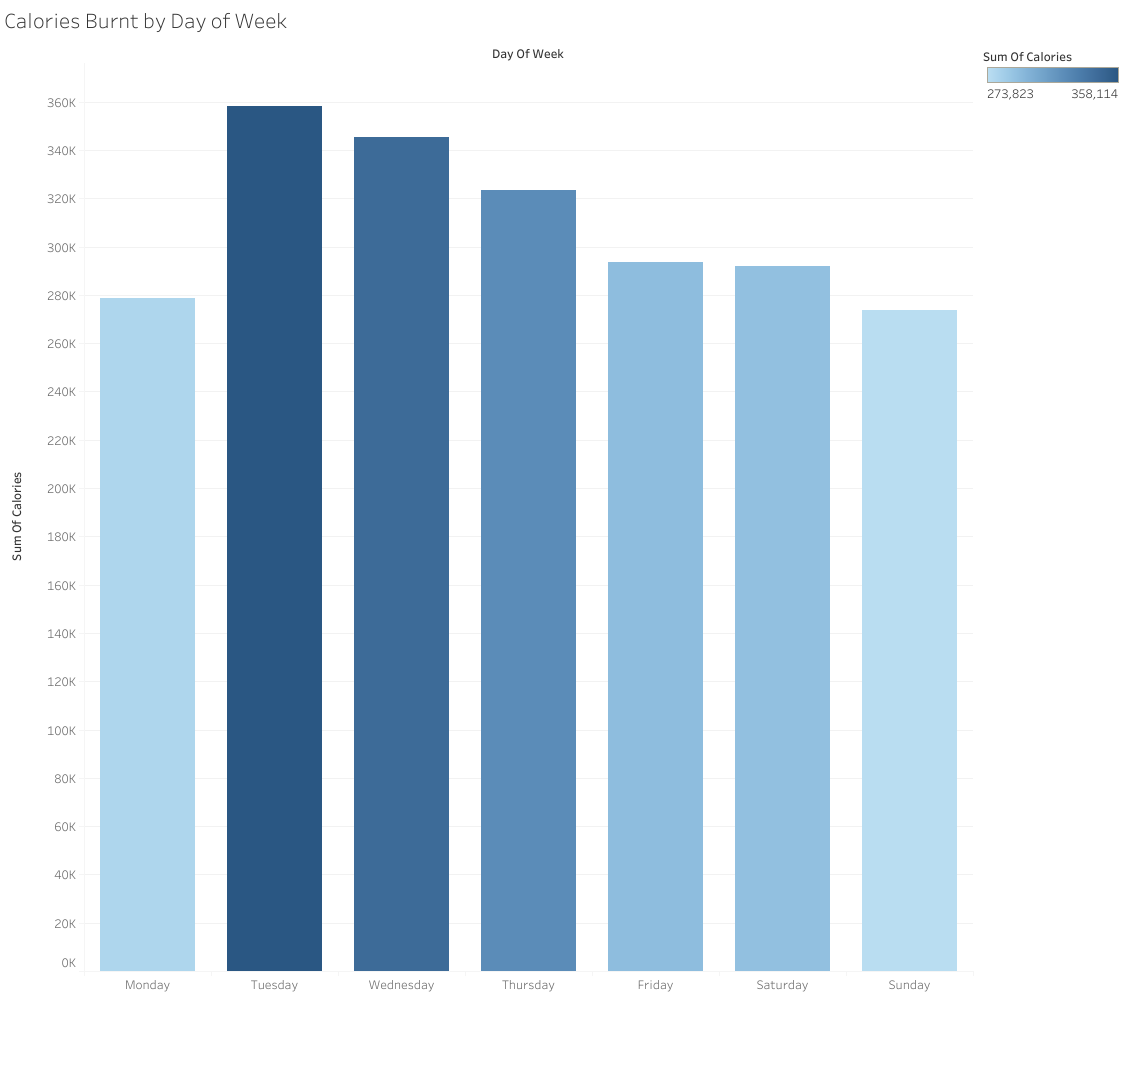 Calories Burnt by Day of Week
Day Of Week
Sum Of Calories
273,823 358,114
Sum Of Calories
360K
340K
320K
300K
280K
260K
240K
220K
200K
180K
160K
140K
120K
100K
80K
60K
40K
20K
0K
Monday Tuesday Wednesday Thursday Friday Saturday Sunday